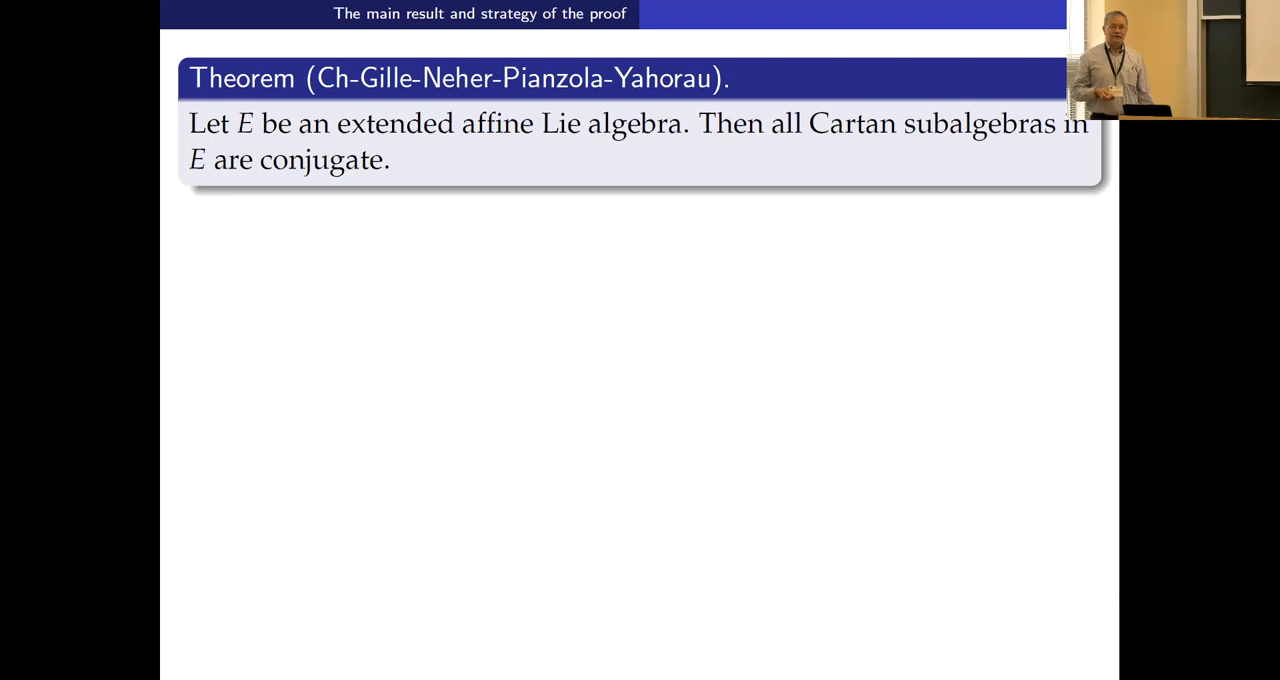 The main result and strategy of the proof
Theorem (Ch-Gille-Neher-Pianzola-Yahorau).
Let E be an extended affine Lie algebra. Then all Cartan subalgebras in
E are conjugate.